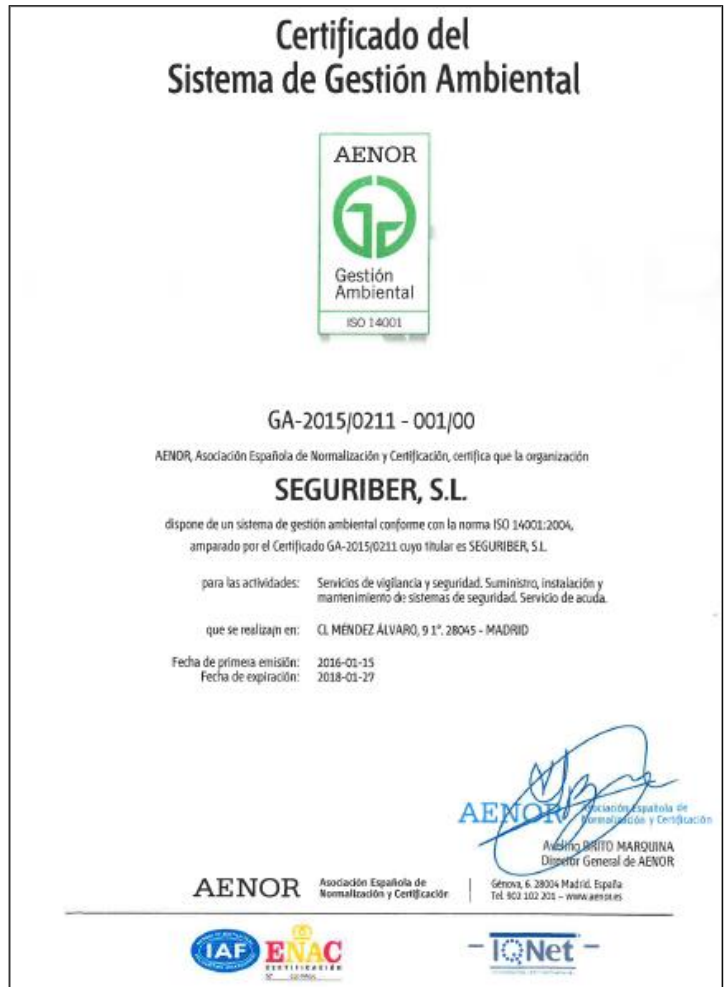 Certificado del
Sistema de Gestión Ambiental
AENOR
Gestión
Ambiental
ISO 14001
GA-2015/0211 - 001/00
AENOR, Asociación Española de Normalización y Certificación, certifica que la organización
SEGURIBER, S.L.
dispone de un sistema de gestión ambiental conforme con la norma ISO 14001:2004,
amparado por el Certificado GA-2015/0211 cuyo titular es SEGURIBER, S.L.
para las actividades: Servicios de vigilancia y seguridad. Suministro, instalación y
mantenimiento de sistemas de seguridad. Servicio de acuda.
que se realizan en: CL MÉNDEZ ÁLVARO, 9 1º. 28045 - MADRID
Fecha de primera emisión: 2016-01-15
Fecha de expiración: 2018-01-27
AENOR Asociación Española de
Normalización y Certificación
Avelino BRITO MARQUINA
Director General de AENOR
AENOR Asociación Española de
Normalización y Certificación
Génova, 6. 28004 Madrid. España
Tel. 902 102 201 – www.aenor.es
IAF
ENAC
CERTIFICACIÓN
IQNet